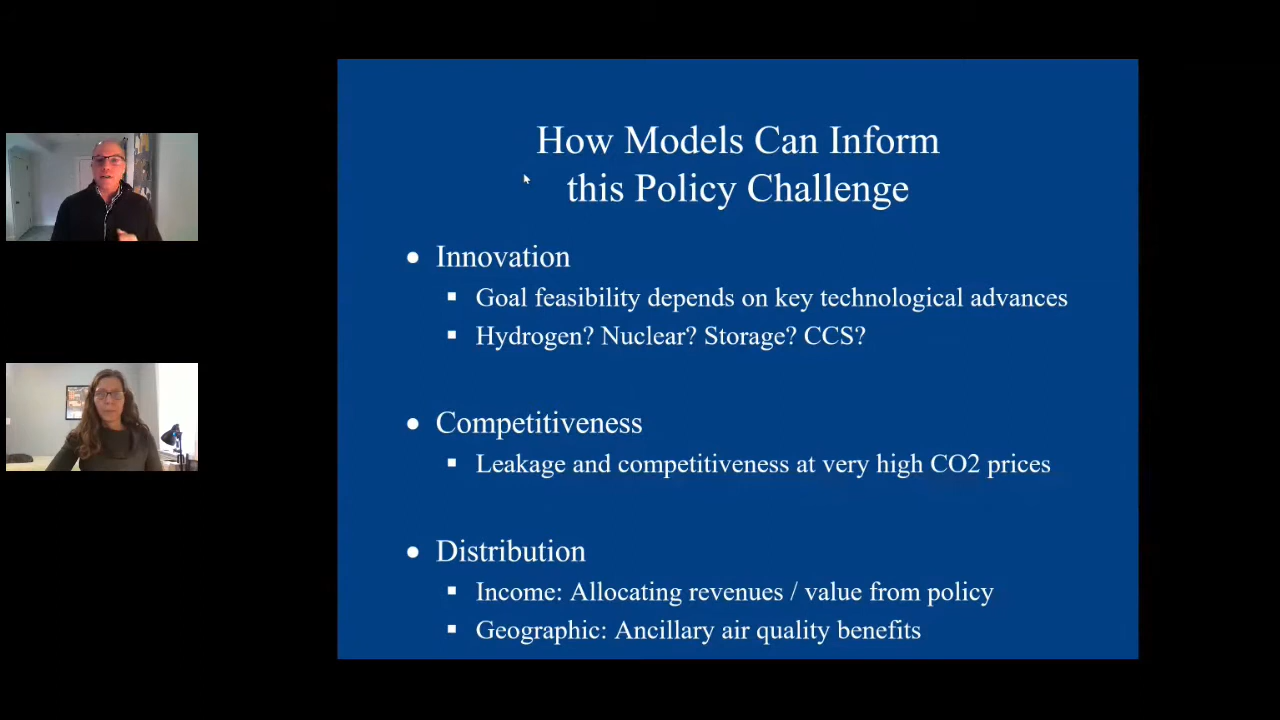 How Models Can Inform
this Policy Challenge
• Innovation
▪ Goal feasibility depends on key technological advances
▪ Hydrogen? Nuclear? Storage? CCS?
• Competitiveness
▪ Leakage and competitiveness at very high CO2 prices
• Distribution
▪ Income: Allocating revenues / value from policy
▪ Geographic: Ancillary air quality benefits